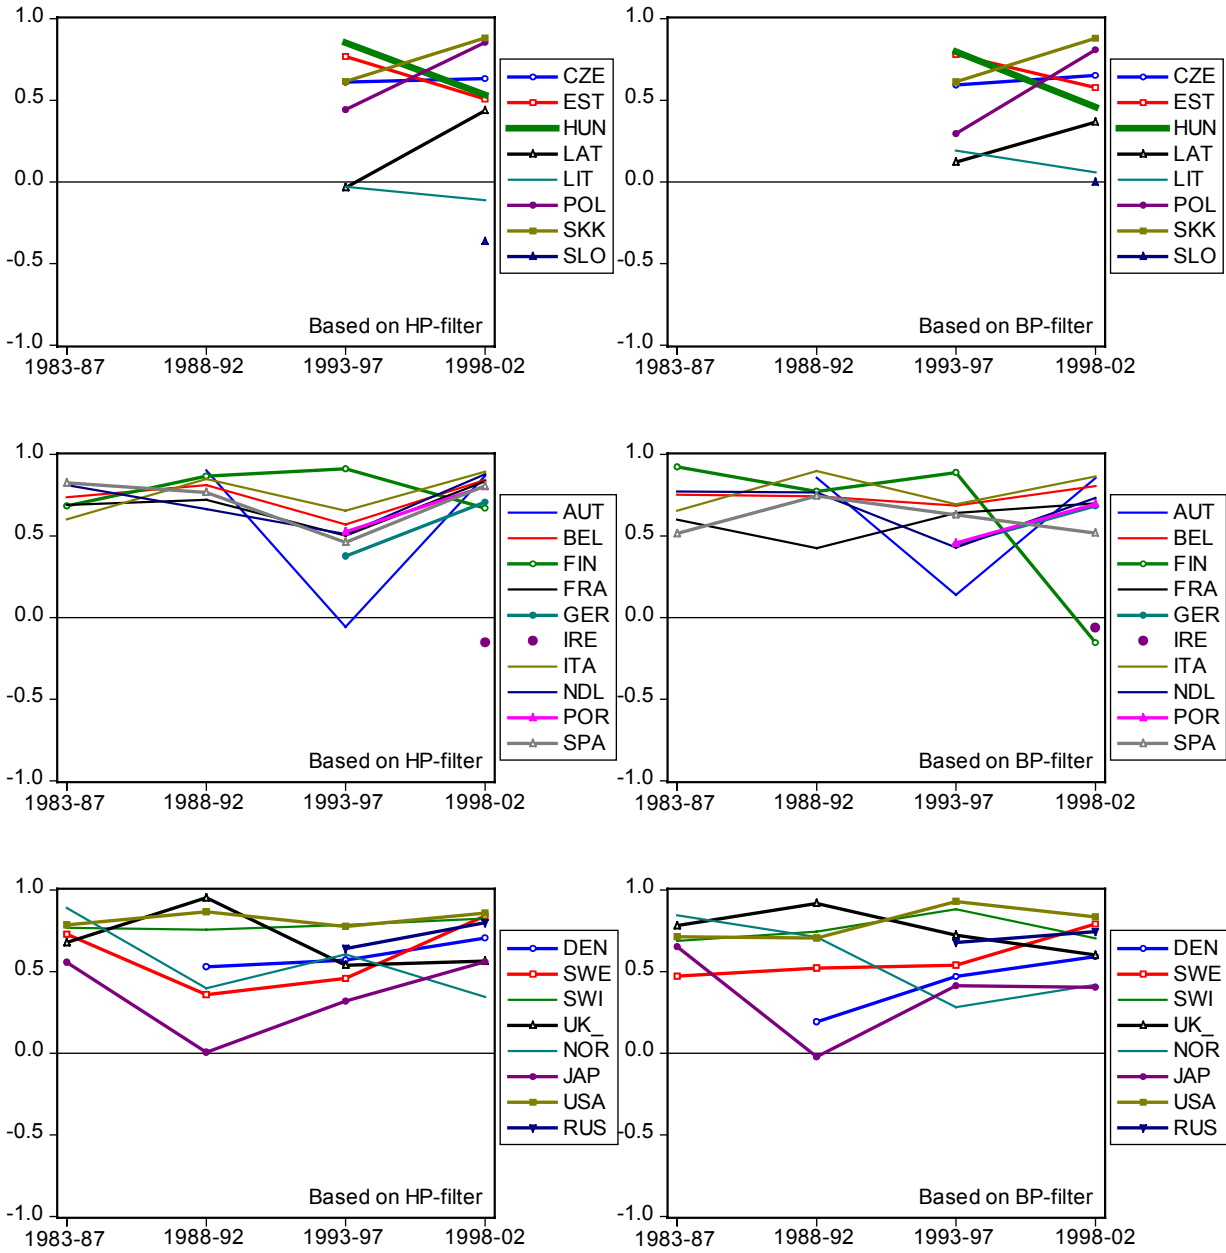 1.0
0.5
0.0
-0.5
-1.0
1983-87 1988-92 1993-97 1998-02
Based on HP-filter
CZE
EST
HUN
LAT
LIT
POL
SKK
SLO
1.0
0.5
0.0
-0.5
-1.0
1983-87 1988-92 1993-97 1998-02
Based on BP-filter
CZE
EST
HUN
LAT
LIT
POL
SKK
SLO
1.0
0.5
0.0
-0.5
-1.0
1983-87 1988-92 1993-97 1998-02
Based on HP-filter
AUT
BEL
FIN
FRA
GER
IRE
ITA
NDL
POR
SPA
1.0
0.5
0.0
-0.5
-1.0
1983-87 1988-92 1993-97 1998-02
Based on BP-filter
AUT
BEL
FIN
FRA
GER
IRE
ITA
NDL
POR
SPA
1.0
0.5
0.0
-0.5
-1.0
1983-87 1988-92 1993-97 1998-02
Based on HP-filter
DEN
SWE
SWI
UK_
NOR
JAP
USA
RUS
1.0
0.5
0.0
-0.5
-1.0
1983-87 1988-92 1993-97 1998-02
Based on BP-filter
DEN
SWE
SWI
UK_
NOR
JAP
USA
RUS